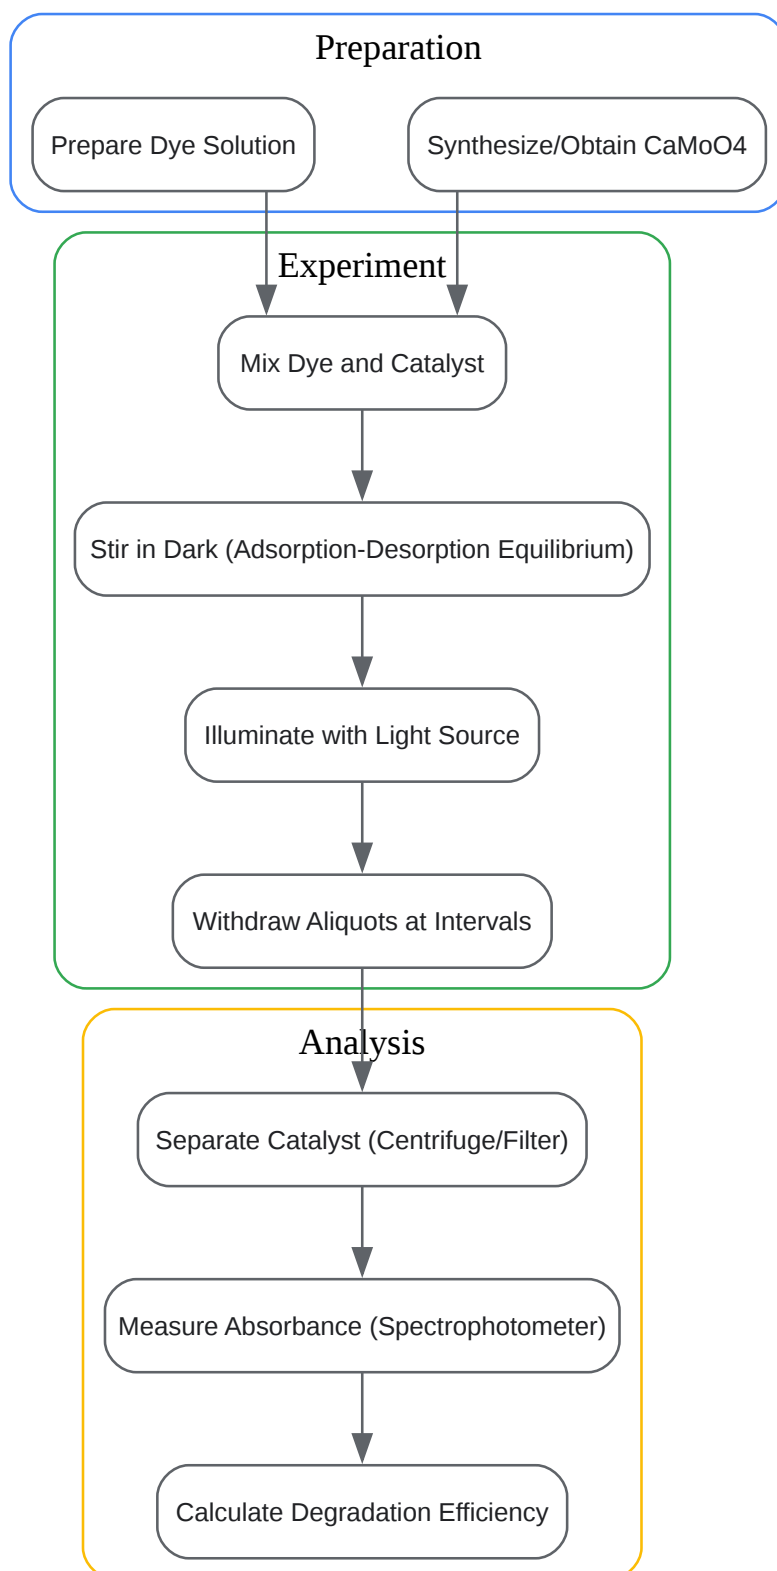 Preparation
Prepare Dye Solution
Synthesize/Obtain CaMoO4
Experiment
Mix Dye and Catalyst
Stir in Dark (Adsorption-Desorption Equilibrium)
Illuminate with Light Source
Withdraw Aliquots at Intervals
Analysis
Separate Catalyst (Centrifuge/Filter)
Measure Absorbance (Spectrophotometer)
Calculate Degradation Efficiency